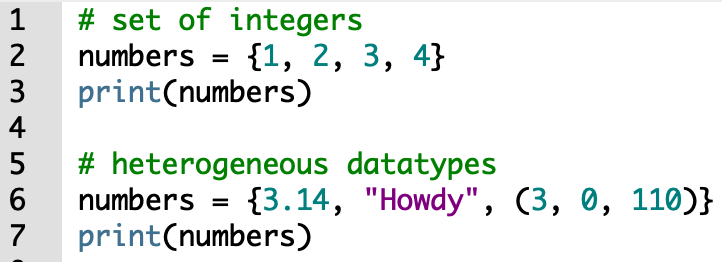 1 # set of integers
2 numbers = {1, 2, 3, 4}
3 print(numbers)
4
5 # heterogeneous datatypes
6 numbers = {3.14, "Howdy", (3, 0, 110)}
7 print(numbers)